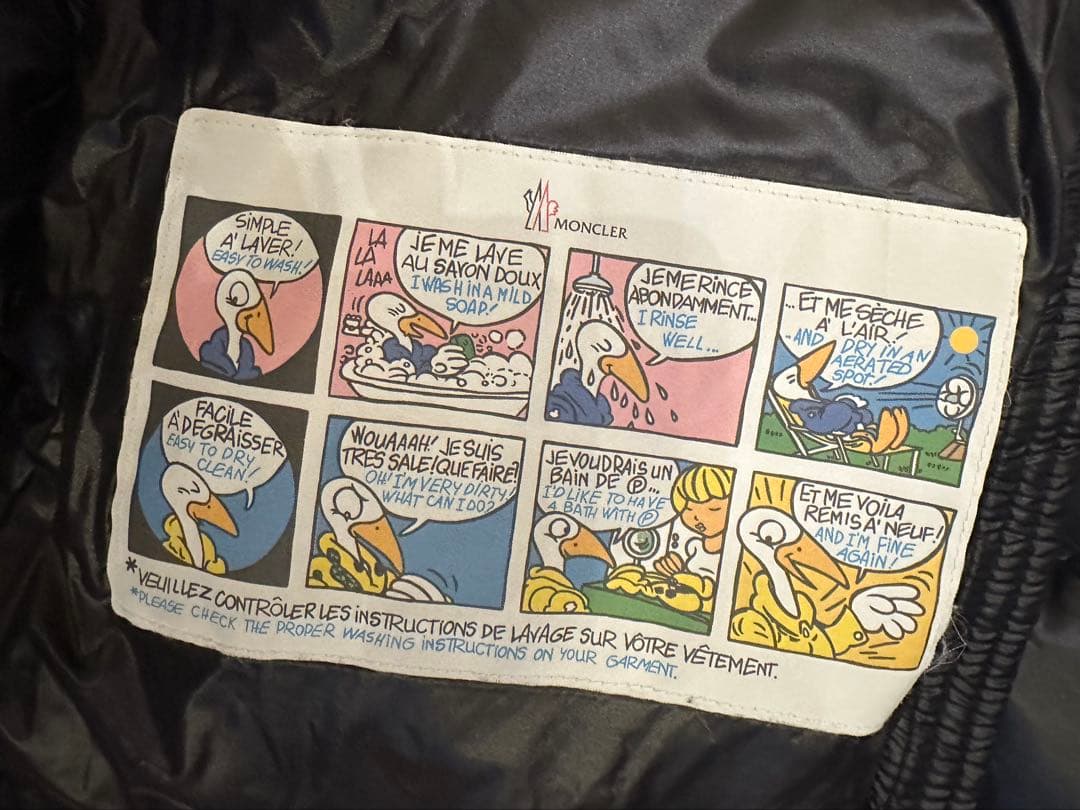 MONCLER
SIMPLE
A' LAVER!
EASY TO WASH!
LA
LA
LAAA
JE ME LAVE
AU SAVON DOUX
I WASH IN A MILD
SOAP!
JE ME RINCE
ABONDAMMENT...
I RINSE
WELL...
...ET ME SÈCHE
A' L'AIR!
...AND I DRY IN AN
AERATED
SPOT!
FACILE
A' DÉGRAISSER
EASY TO DRY
CLEAN!
WOUAAAH! JE SUIS
TRES SALE! QUE FAIRE!
OH! I'M VERY DIRTY!
WHAT CAN I DO?
JE VOUDRAIS UN
BAIN DE Ⓟ...
I'D LIKE TO HAVE
A BATH WITH Ⓟ
ET ME VOILA
REMIS A' NEUF!
AND I'M FINE
AGAIN!
*VEUILLEZ CONTRÔLER LES INSTRUCTIONS DE LAVAGE SUR VÔTRE VÊTEMENT.
*PLEASE CHECK THE PROPER WASHING INSTRUCTIONS ON YOUR GARMENT.